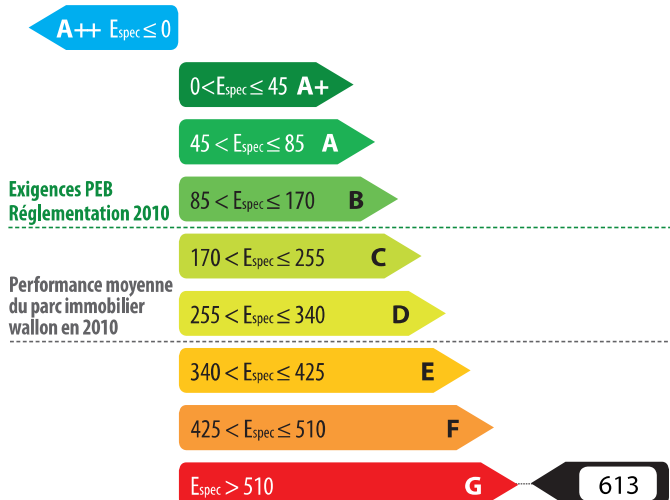 A++ Espec ≤ 0
0 < Espec ≤ 45 A+
45 < Espec ≤ 85 A
Exigences PEB
Réglementation 2010
85 < Espec ≤ 170 B
170 < Espec ≤ 255 C
Performance moyenne
du parc immobilier
wallon en 2010
255 < Espec ≤ 340 D
340 < Espec ≤ 425 E
425 < Espec ≤ 510 F
Espec > 510 G
613